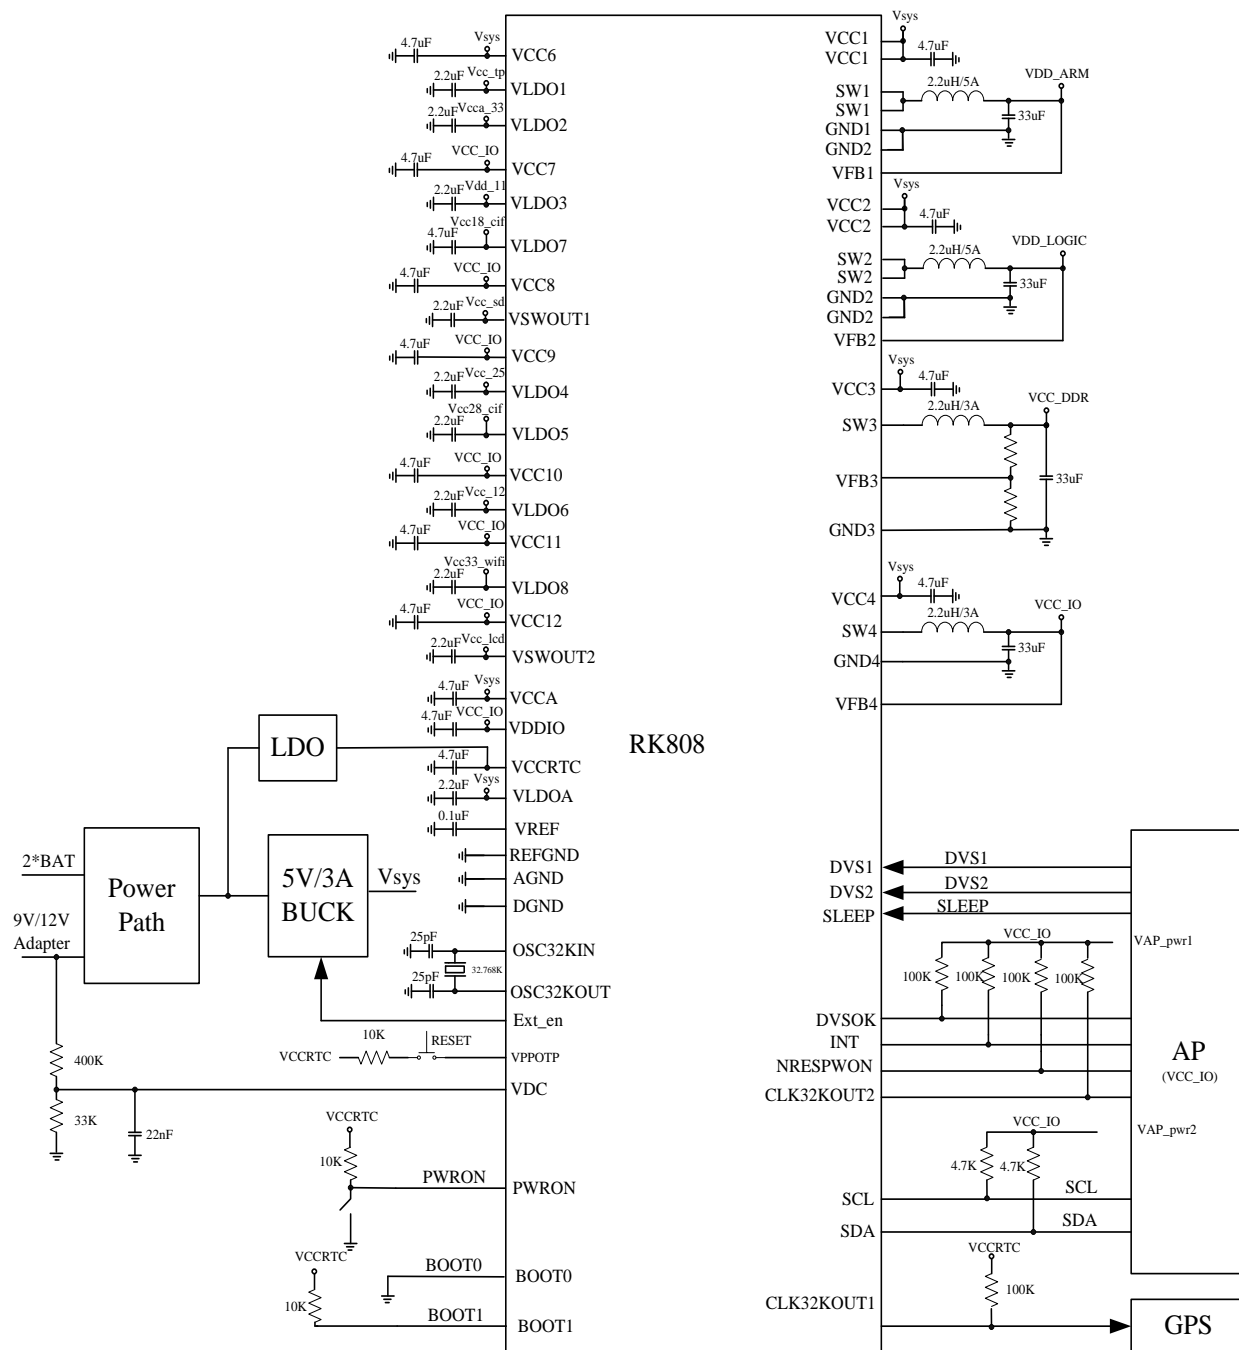 Vsys
4.7uF
VCC6
2.2uF
Vcc_tp
VLDO1
2.2uF
Vcca_33
VLDO2
4.7uF
VCC_IO
VCC7
2.2uF
Vdd_11
VLDO3
4.7uF
Vcc18_cif
VLDO7
4.7uF
VCC_IO
VCC8
2.2uF
Vcc_sd
VSWOUT1
4.7uF
VCC_IO
VCC9
2.2uF
Vcc_25
VLDO4
2.2uF
Vcc28_cif
VLDO5
4.7uF
VCC_IO
VCC10
2.2uF
Vcc_12
VLDO6
4.7uF
VCC_IO
VCC11
2.2uF
Vcc33_wifi
VLDO8
4.7uF
VCC_IO
VCC12
2.2uF
Vcc_lcd
VSWOUT2
4.7uF
Vsys
VCCA
4.7uF
VCC_IO
VDDIO
LDO
4.7uF
VCCRTC
2.2uF
Vsys
VLDOA
0.1uF
VREF
REFGND
AGND
DGND
2*BAT
Power
Path
5V/3A
BUCK
Vsys
9V/12V
Adapter
25pF
OSC32KIN
32.768K
25pF
OSC32KOUT
Ext_en
10K
RESET
VCCRTC
VPPOTP
400K
VDC
33K
22nF
VCCRTC
10K
PWRON
PWRON
VCCRTC
BOOT0
BOOT0
10K
BOOT1
BOOT1
RK808
Vsys
VCC1
4.7uF
VCC1
SW1
2.2uH/5A
VDD_ARM
SW1
33uF
GND1
GND2
VFB1
Vsys
VCC2
4.7uF
VCC2
SW2
2.2uH/5A
VDD_LOGIC
SW2
33uF
GND2
GND2
VFB2
Vsys
4.7uF
VCC3
2.2uH/3A
VCC_DDR
SW3
VFB3
33uF
GND3
Vsys
4.7uF
VCC4
2.2uH/3A
VCC_IO
SW4
33uF
GND4
VFB4
DVS1
DVS1
DVS2
DVS2
SLEEP
SLEEP
VCC_IO
VAP_pwr1
100K
100K
100K
100K
DVSOK
INT
NRESPWON
CLK32KOUT2
AP
(VCC_IO)
VCC_IO
VAP_pwr2
4.7K
4.7K
SCL
SCL
SDA
SDA
VCCRTC
100K
CLK32KOUT1
GPS